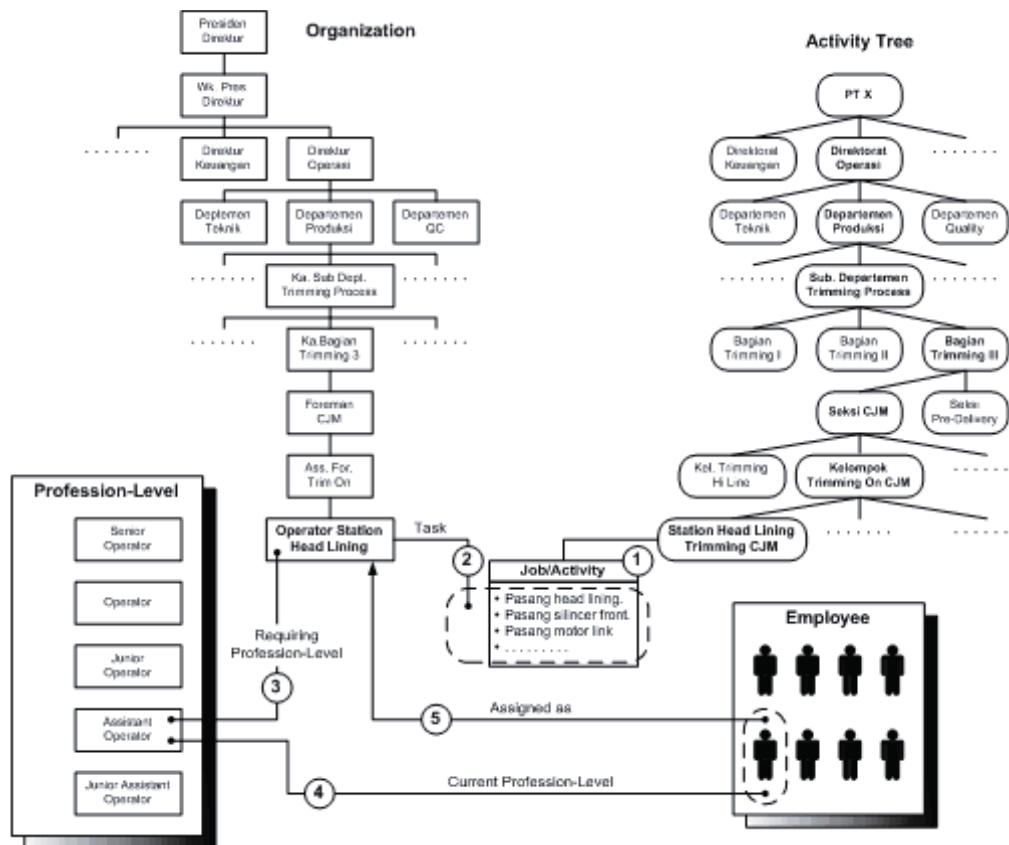 Organization
Presiden
Direktur
Wk. Pres.
Direktur
. . . . . . .
Direktur
Keuangan
Direktur
Operasi
Deptemen
Teknik
Departemen
Produksi
Departemen
QC
. . . . . . .
Ka. Sub Dept.
Trimming Process
. . . . . . .
. . . . . . .
Ka.Bagian
Trimming 3
. . . . . . .
Foreman
CJM
Ass. For.
Trim On
Operator Station
Head Lining
Activity Tree
PT X
Direktorat
Keuangan
Direktorat
Operasi
. . . . . . .
Departemen
Teknik
Departemen
Produksi
Departemen
Quality
. . . . . . .
Sub. Departemen
Trimming Process
. . . . . . .
Bagian
Trimming I
Bagian
Trimming II
Bagian
Trimming III
Seksi CJM
Seksi
Pre-Delivery
Kel. Trimming
Hi Line
Kelompok
Trimming On CJM
. . . . . . .
Station Head Lining
Trimming CJM
. . . . . . .
. . . . . . .
Profession-Level
Senior
Operator
Operator
Junior
Operator
Assistant
Operator
Junior Assistant
Operator
Task
2
1
Job/Activity
• Pasang head lining.
• Pasang silincer front.
• Pasang motor link
• . . . . . . . . .
Requiring
Profession-Level
3
Assigned as
5
Current Profession-Level
4
Employee